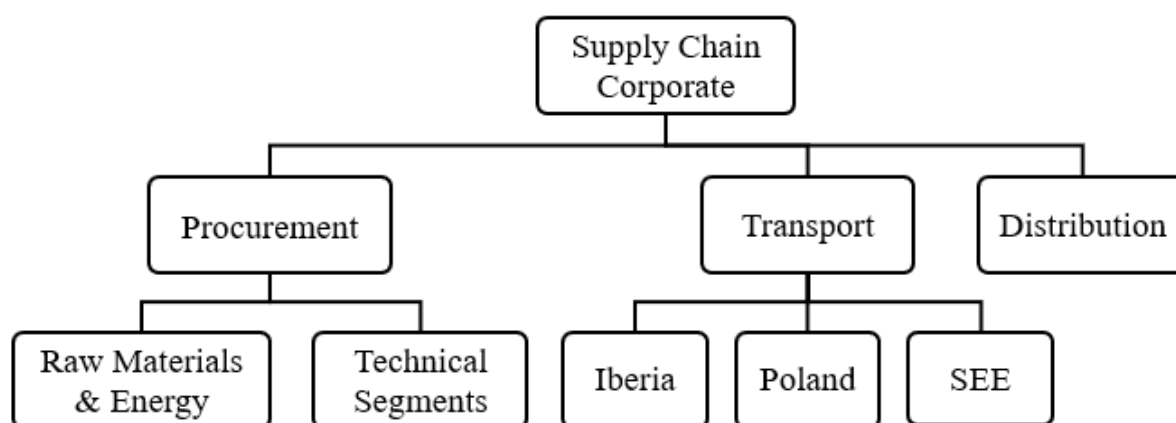 Supply Chain
Corporate
Procurement
Transport
Distribution
Raw Materials
& Energy
Technical
Segments
Iberia
Poland
SEE